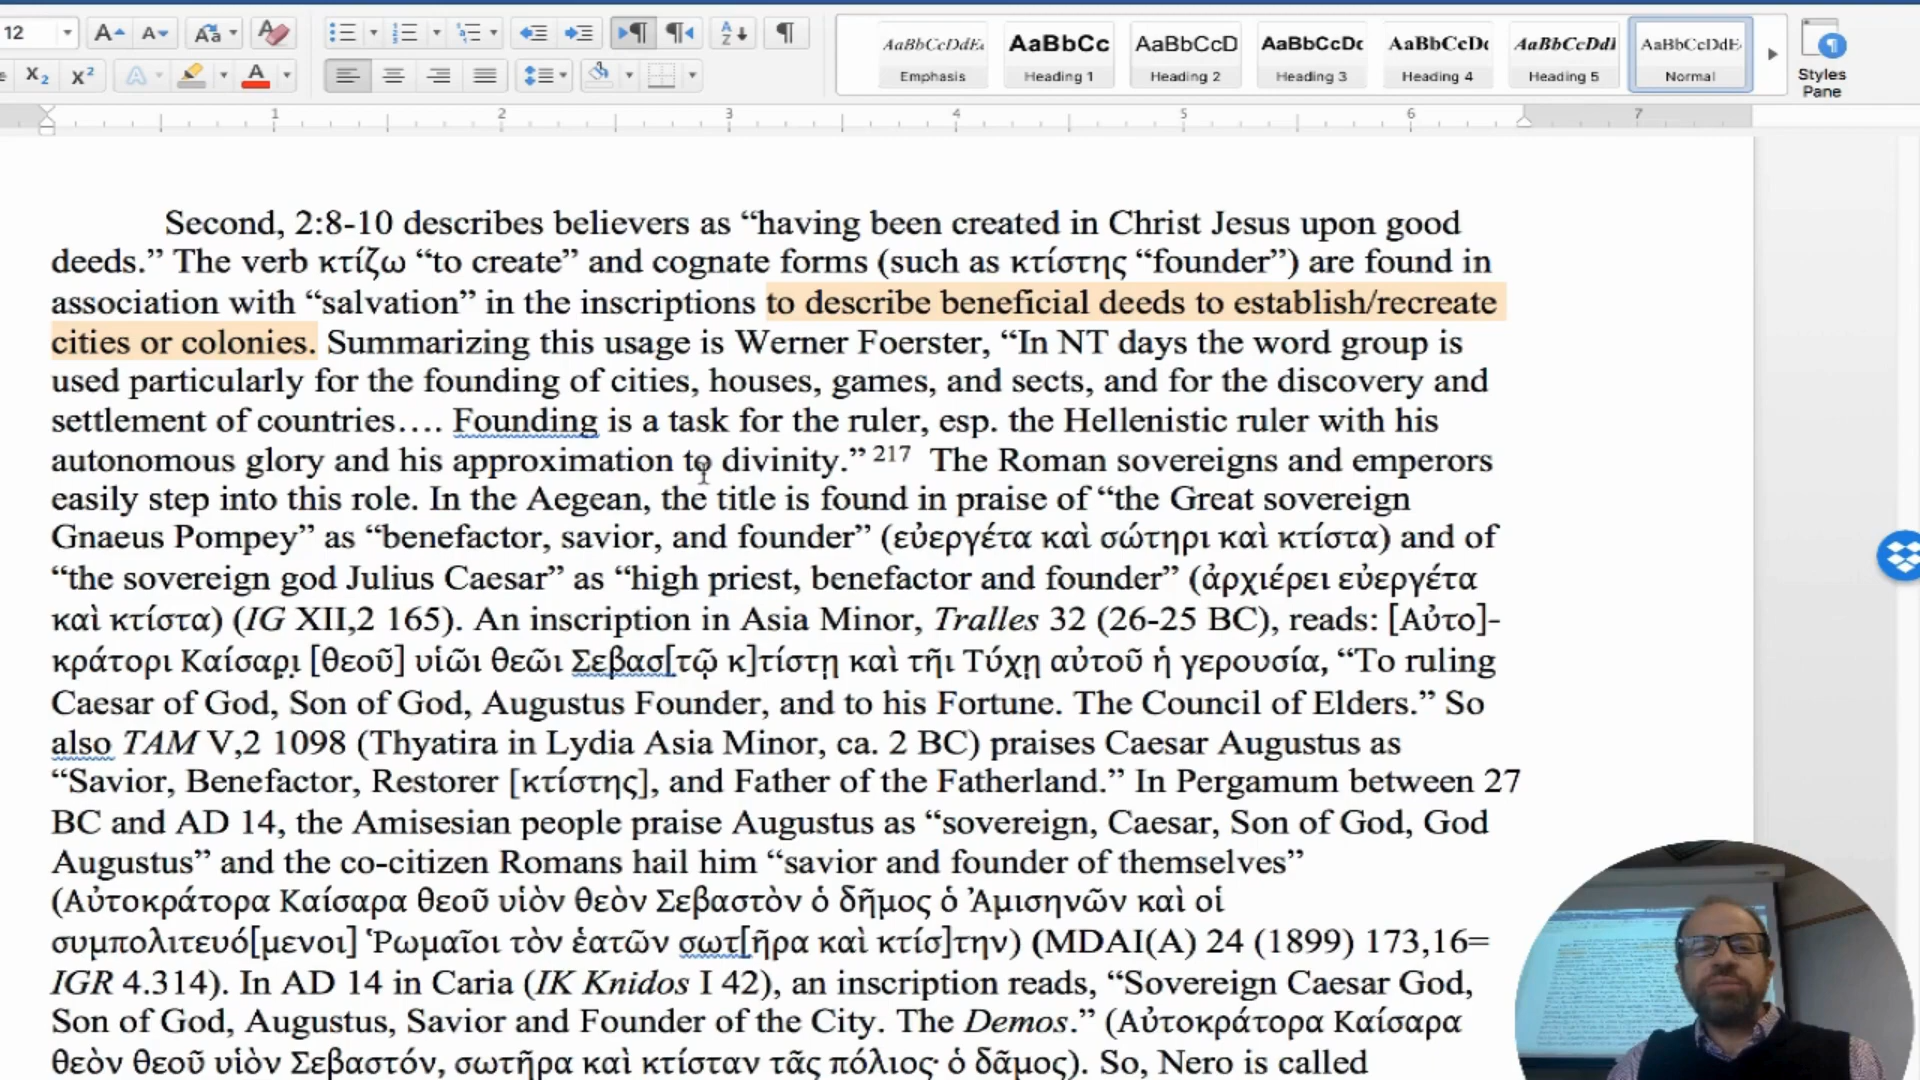 12
Emphasis
Heading 1
Heading 2
Heading 3
Heading 4
Heading 5
Normal
Styles
Pane
1 2 3 4 5 6 7
Second, 2:8-10 describes believers as “having been created in Christ Jesus upon good
deeds.” The verb κτίζω “to create” and cognate forms (such as κτίστης “founder”) are found in
association with “salvation” in the inscriptions to describe beneficial deeds to establish/recreate
cities or colonies. Summarizing this usage is Werner Foerster, “In NT days the word group is
used particularly for the founding of cities, houses, games, and sects, and for the discovery and
settlement of countries…. Founding is a task for the ruler, esp. the Hellenistic ruler with his
autonomous glory and his approximation to divinity.” 217 The Roman sovereigns and emperors
easily step into this role. In the Aegean, the title is found in praise of “the Great sovereign
Gnaeus Pompey” as “benefactor, savior, and founder” (εὐεργέτα καὶ σώτηρι καὶ κτίστα) and of
“the sovereign god Julius Caesar” as “high priest, benefactor and founder” (ἀρχιέρει εὐεργέτα
καὶ κτίστα) (IG XII,2 165). An inscription in Asia Minor, Tralles 32 (26-25 BC), reads: [Αὐτο]-
κράτορι Καίσαρ̣ι̣ [θεοῦ] υἱῶι θεῶι Σεβασ[τῷ κ]τίστῃ καὶ τῆι Τύχῃ αὐτοῦ ἡ γερουσία, “To ruling
Caesar of God, Son of God, Augustus Founder, and to his Fortune. The Council of Elders.” So
also TAM V,2 1098 (Thyatira in Lydia Asia Minor, ca. 2 BC) praises Caesar Augustus as
“Savior, Benefactor, Restorer [κτίστης], and Father of the Fatherland.” In Pergamum between 27
BC and AD 14, the Amisesian people praise Augustus as “sovereign, Caesar, Son of God, God
Augustus” and the co-citizen Romans hail him “savior and founder of themselves”
(Αὐτοκράτορα Καίσαρα θεοῦ υἱὸν θεὸν Σεβαστὸν ὁ δῆμος ὁ Ἀμισηνῶν καὶ οἱ
συμπολιτευό[μενοι] Ῥωμαῖοι τὸν ἑατῶν σωτ[ῆρα καὶ κτίσ]την) (MDAI(A) 24 (1899) 173,16=
IGR 4.314). In AD 14 in Caria (IK Knidos I 42), an inscription reads, “Sovereign Caesar God,
Son of God, Augustus, Savior and Founder of the City. The Demos.” (Αὐτοκράτορα Καίσαρα
θεὸν θεοῦ υἱὸν Σεβαστόν, σωτῆρα καὶ κτίσταν τᾶς πόλιος· ὁ δᾶμος). So, Nero is called